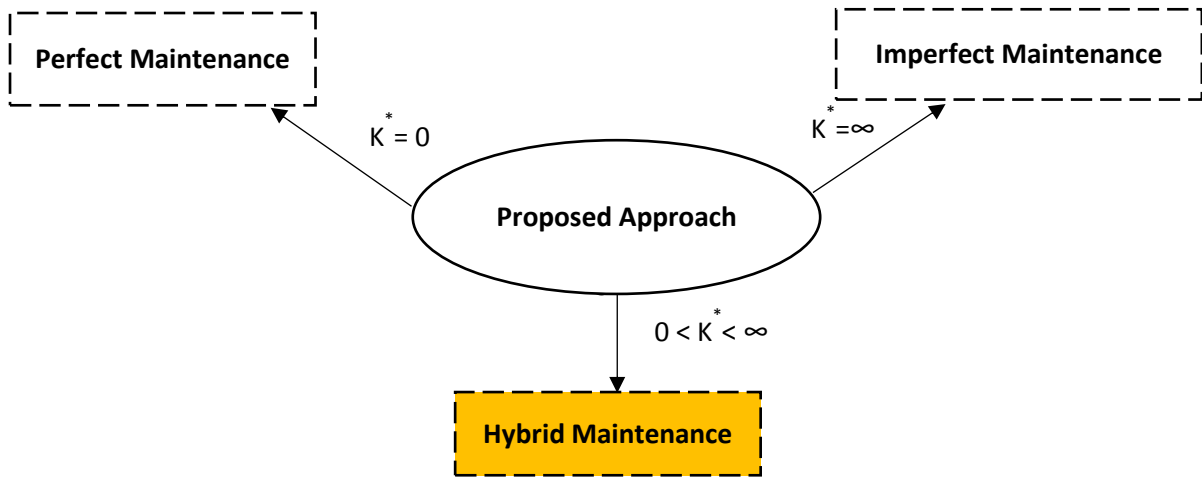 Perfect Maintenance
Imperfect Maintenance
K* = 0
K* =∞
Proposed Approach
0 < K* < ∞
Hybrid Maintenance